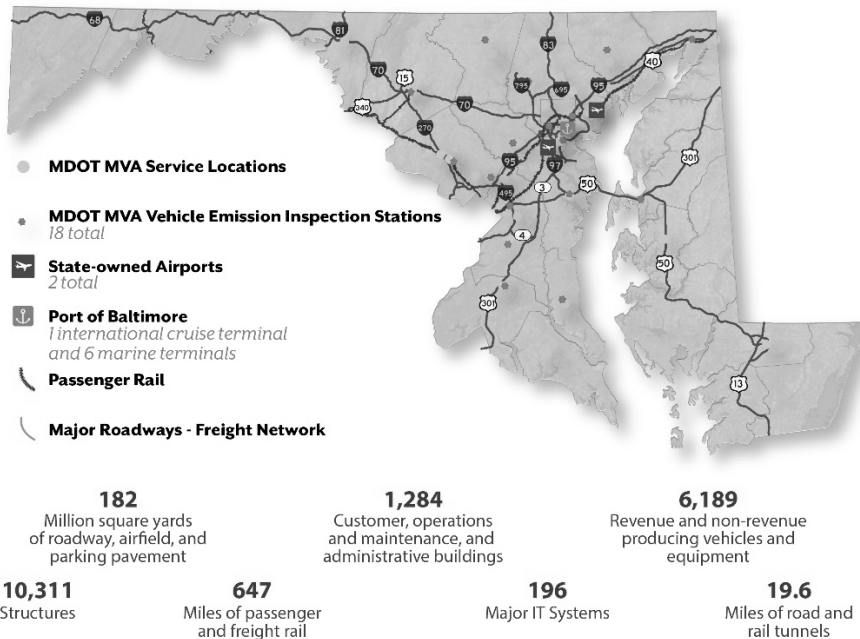 68
81
83
70
15
40
795
695
95
340
70
270
301
95
97
495
3
50
4
50
301
13
MDOT MVA Service Locations
MDOT MVA Vehicle Emission Inspection Stations
18 total
State-owned Airports
2 total
Port of Baltimore
1 international cruise terminal
and 6 marine terminals
Passenger Rail
Major Roadways - Freight Network
182
Million square yards
of roadway, airfield, and
parking pavement
1,284
Customer, operations
and maintenance, and
administrative buildings
6,189
Revenue and non-revenue
producing vehicles and
equipment
10,311
Structures
647
Miles of passenger
and freight rail
196
Major IT Systems
19.6
Miles of road and
rail tunnels